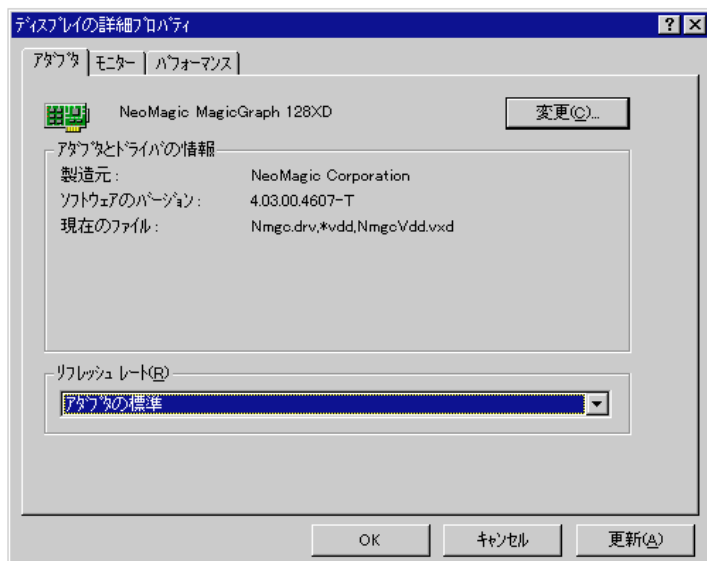 ﾃﾞｨｽﾌﾟﾚｲの詳細ﾌﾟﾛﾊﾟﾃｨ
ｱﾀﾞﾌﾟﾀ ﾓﾆﾀｰ ﾊﾟﾌｫｰﾏﾝｽ
NeoMagic MagicGraph 128XD
変更(C)...
ｱﾀﾞﾌﾟﾀとﾄﾞﾗｲﾊﾞの情報
製造元: NeoMagic Corporation
ｿﾌﾄｳｪｱのﾊﾞｰｼﾞｮﾝ: 4.03.00.4607-T
現在のﾌｧｲﾙ: Nmgc.drv,*vdd,NmgcVdd.vxd
ﾘﾌﾚｯｼｭ ﾚｰﾄ(R)
ｱﾀﾞﾌﾟﾀの標準
OK ｷｬﾝｾﾙ 更新(A)